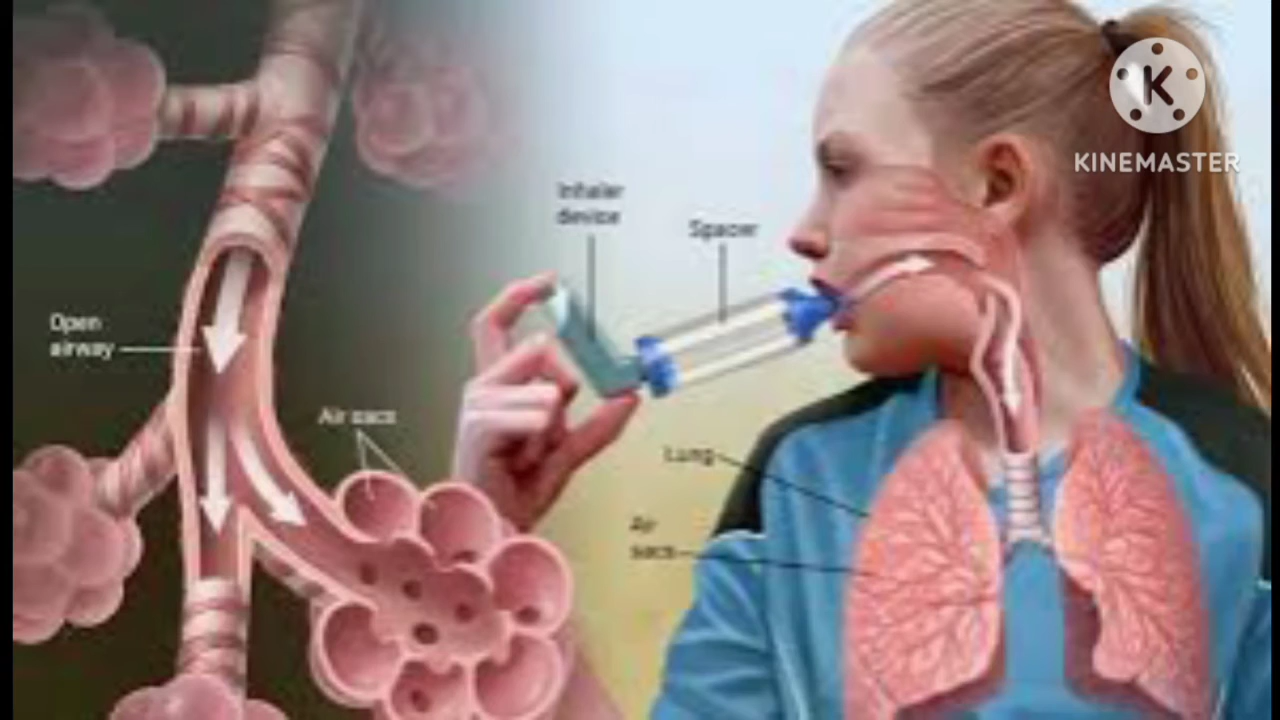 KINEMASTER
Inhaler
device
Spacer
Open
airway
Air sacs
Lung
Air
sacs